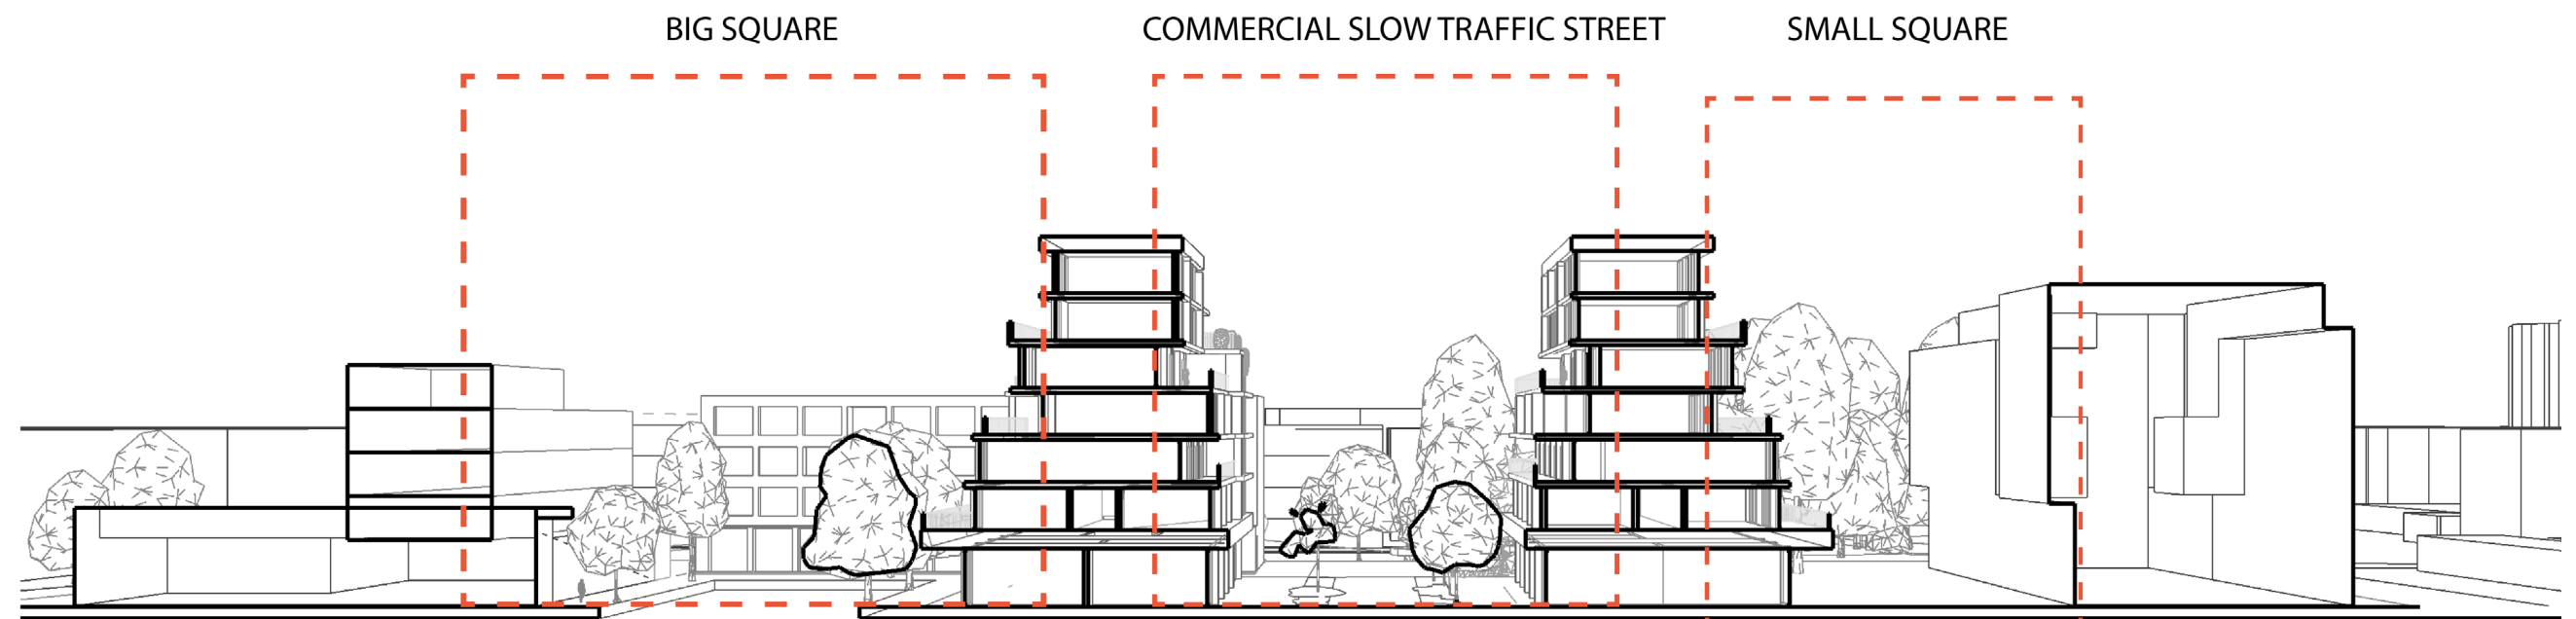 BIG SQUARE
COMMERCIAL SLOW TRAFFIC STREET
SMALL SQUARE